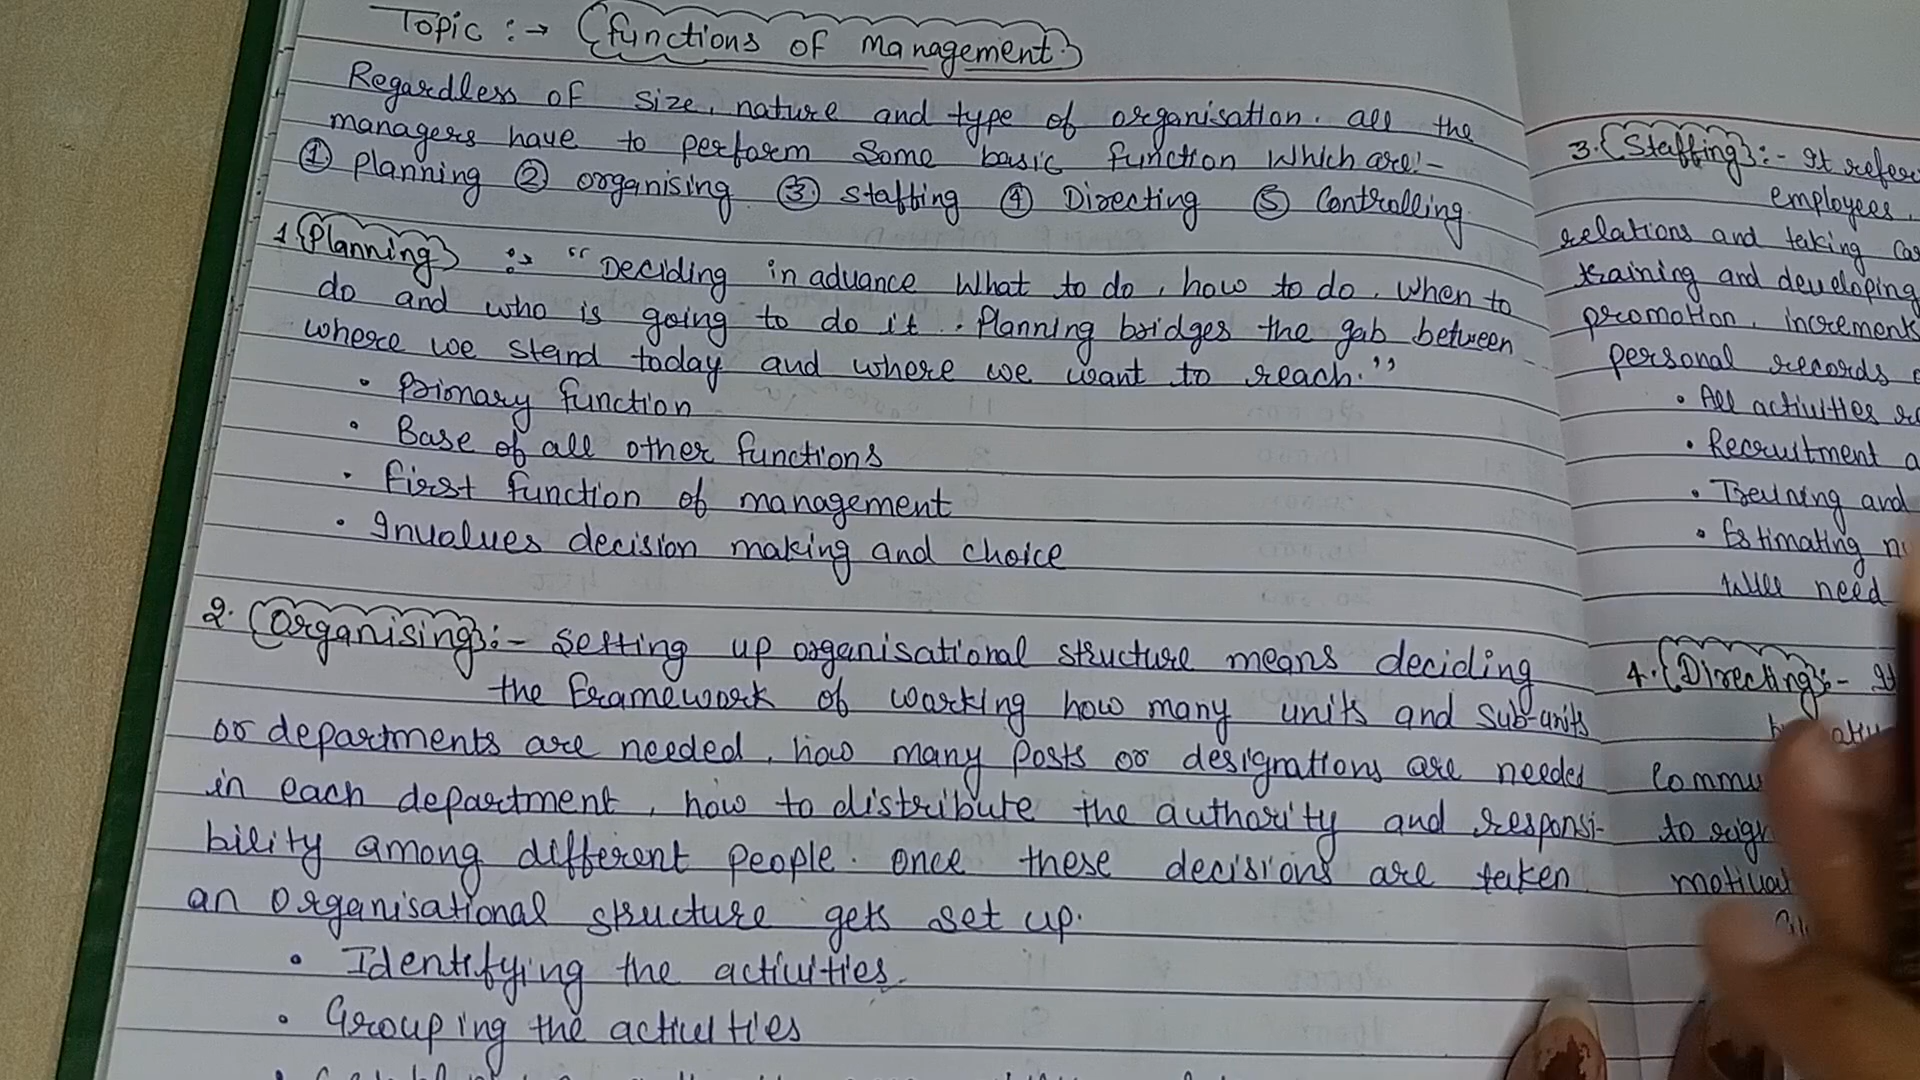 Topic :→ Functions of management
Regardless of size, nature and type of organisation. all the
managers have to perform some basic function which are:-
① Planning ② organising ③ staffing ④ Directing ⑤ Controlling
1. Planning :→ "Deciding in advance What to do, how to do, when to
do and who is going to do it. Planning bridges the gab between
where we stand today and where we want to reach."
• Primary function
• Base of all other functions
• First function of management
• Invalues decision making and choice
2. Organising :- Setting up organisational structure means deciding
the framework of working how many units and sub-units
or departments are needed, how many posts or designations are needed
in each department, how to distribute the authority and responsi-
bility among different people. once these decisions are taken
an organisational structure gets set up.
• Identifying the activities.
• Grouping the activities
3. Staffing :- It refer
employees,
relations and taking
training and developing
promotion, increments
personal records
• All activities
• Recruitment
• Training and
• Estimating
will need
4. Directing :-
Commu
to righ
motivat